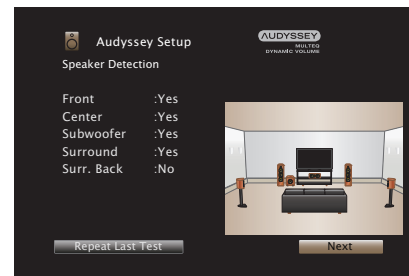 Audyssey Setup
AUDYSSEY
MULTEQ
DYNAMIC VOLUME
Speaker Detection
Front :Yes
Center :Yes
Subwoofer :Yes
Surround :Yes
Surr. Back :No
Repeat Last Test
Next